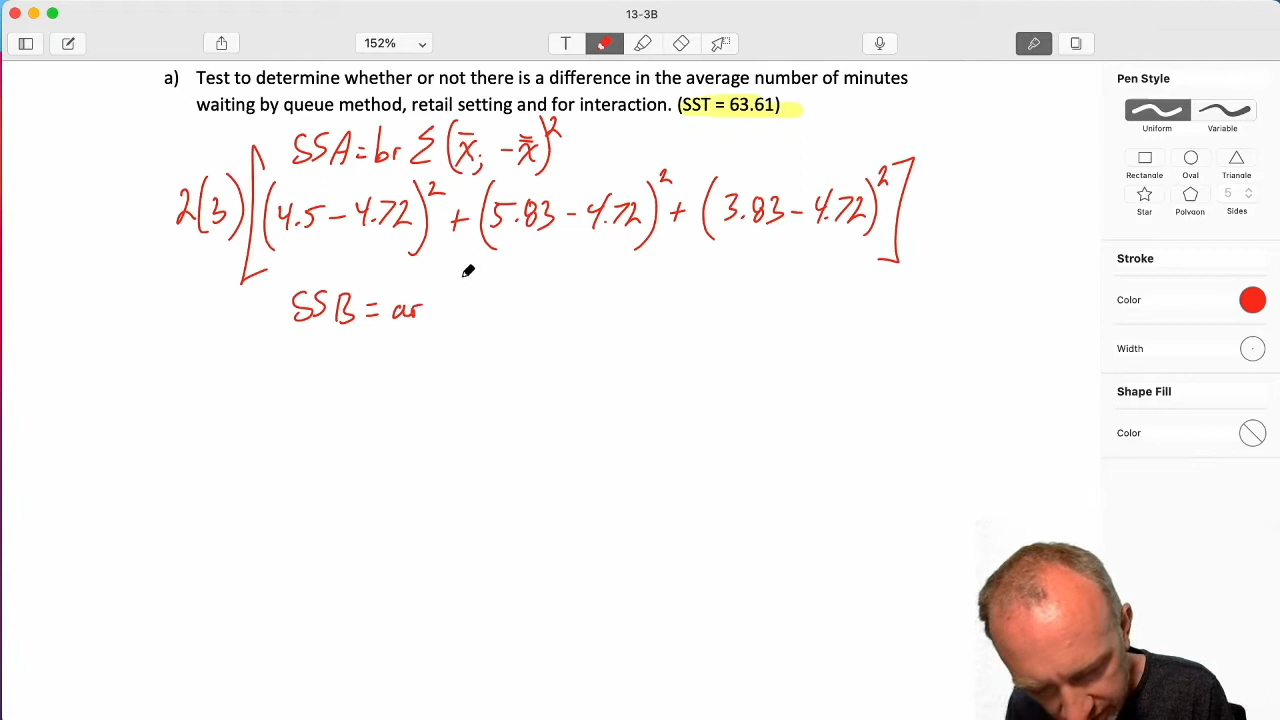 13-3B
152%
T
a) Test to determine whether or not there is a difference in the average number of minutes
waiting by queue method, retail setting and for interaction. (SST = 63.61)
SSA = br Σ (x̄ᵢ - x̿)²
2(3) [(4.5 - 4.72)² + (5.83 - 4.72)² + (3.83 - 4.72)²]
SSB = ar
Pen Style
Uniform Variable
Rectangle Oval Triangle
5
Star Polygon Sides
Stroke
Color
Width
Shape Fill
Color